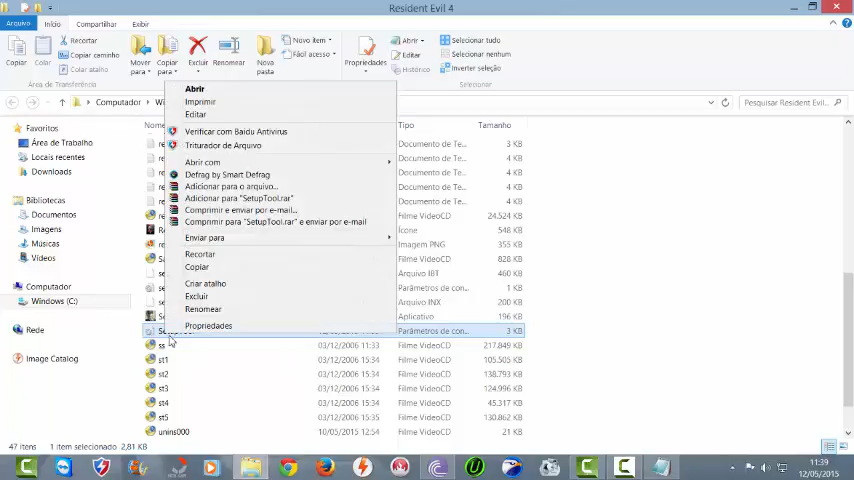 Resident Evil 4
Arquivo Início Compartilhar Exibir
Copiar
Colar
Recortar
Copiar caminho
Colar atalho
Área de Transferência
Mover para
Copiar para
Excluir
Renomear
Nova pasta
Novo item
Fácil acesso
Propriedades
Abrir
Editar
Histórico
Selecionar tudo
Selecionar nenhum
Inverter seleção
Selecionar
Computador
Pesquisar Resident Evil...
Favoritos
Área de Trabalho
Locais recentes
Downloads
Bibliotecas
Documentos
Imagens
Músicas
Vídeos
Computador
Windows (C:)
Rede
Image Catalog
Abrir
Imprimir
Editar
Verificar com Baidu Antivirus
Triturador de Arquivo
Abrir com
Defrag by Smart Defrag
Adicionar para o arquivo...
Adicionar para "SetupTool.rar"
Comprimir e enviar por e-mail...
Comprimir para "SetupTool.rar" e enviar por e-mail
Enviar para
Recortar
Copiar
Criar atalho
Excluir
Renomear
Propriedades
Tipo Tamanho
Documento de Te... 3 KB
Documento de Te... 4 KB
Documento de Te... 4 KB
Documento de Te... 4 KB
Documento de Te... 4 KB
Filme VideoCD 24.524 KB
Ícone 548 KB
Imagem PNG 355 KB
Filme VideoCD 828 KB
Arquivo IBT 460 KB
Parâmetros de con... 1 KB
Arquivo INX 200 KB
Aplicativo 196 KB
Parâmetros de con... 3 KB
ss 03/12/2006 11:33 Filme VideoCD 217.849 KB
st1 03/12/2006 15:34 Filme VideoCD 105.505 KB
st2 03/12/2006 15:34 Filme VideoCD 138.793 KB
st3 03/12/2006 15:34 Filme VideoCD 124.996 KB
st4 03/12/2006 15:34 Filme VideoCD 45.317 KB
st5 03/12/2006 15:35 Filme VideoCD 130.862 KB
unins000 10/05/2015 12:54 Filme VideoCD 21 KB
47 itens 1 item selecionado 2,81 KB
11:39
12/05/2015